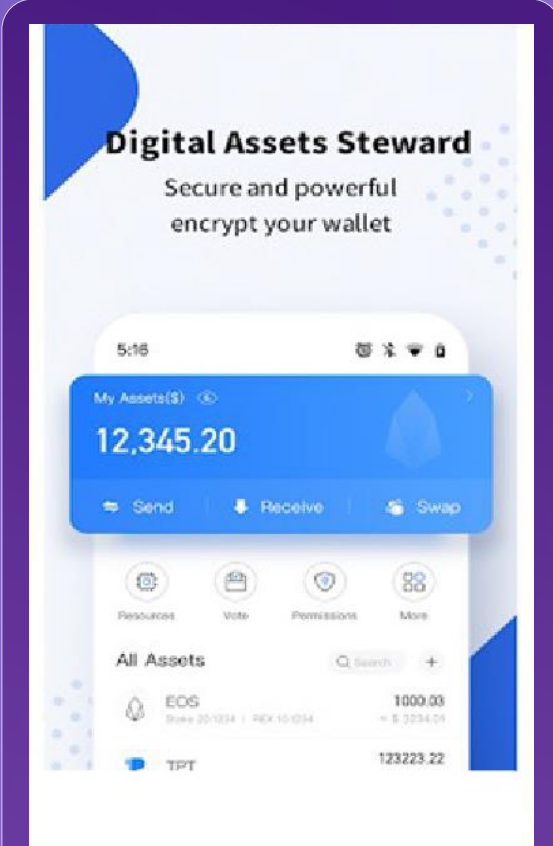 Digital Assets Steward
Secure and powerful
encrypt your wallet
5:16
My Assets($)
12,345.20
Send
Receive
Swap
Resources
Vote
Permissions
More
All Assets
Search
EOS
1000.03
TPT
123223.22